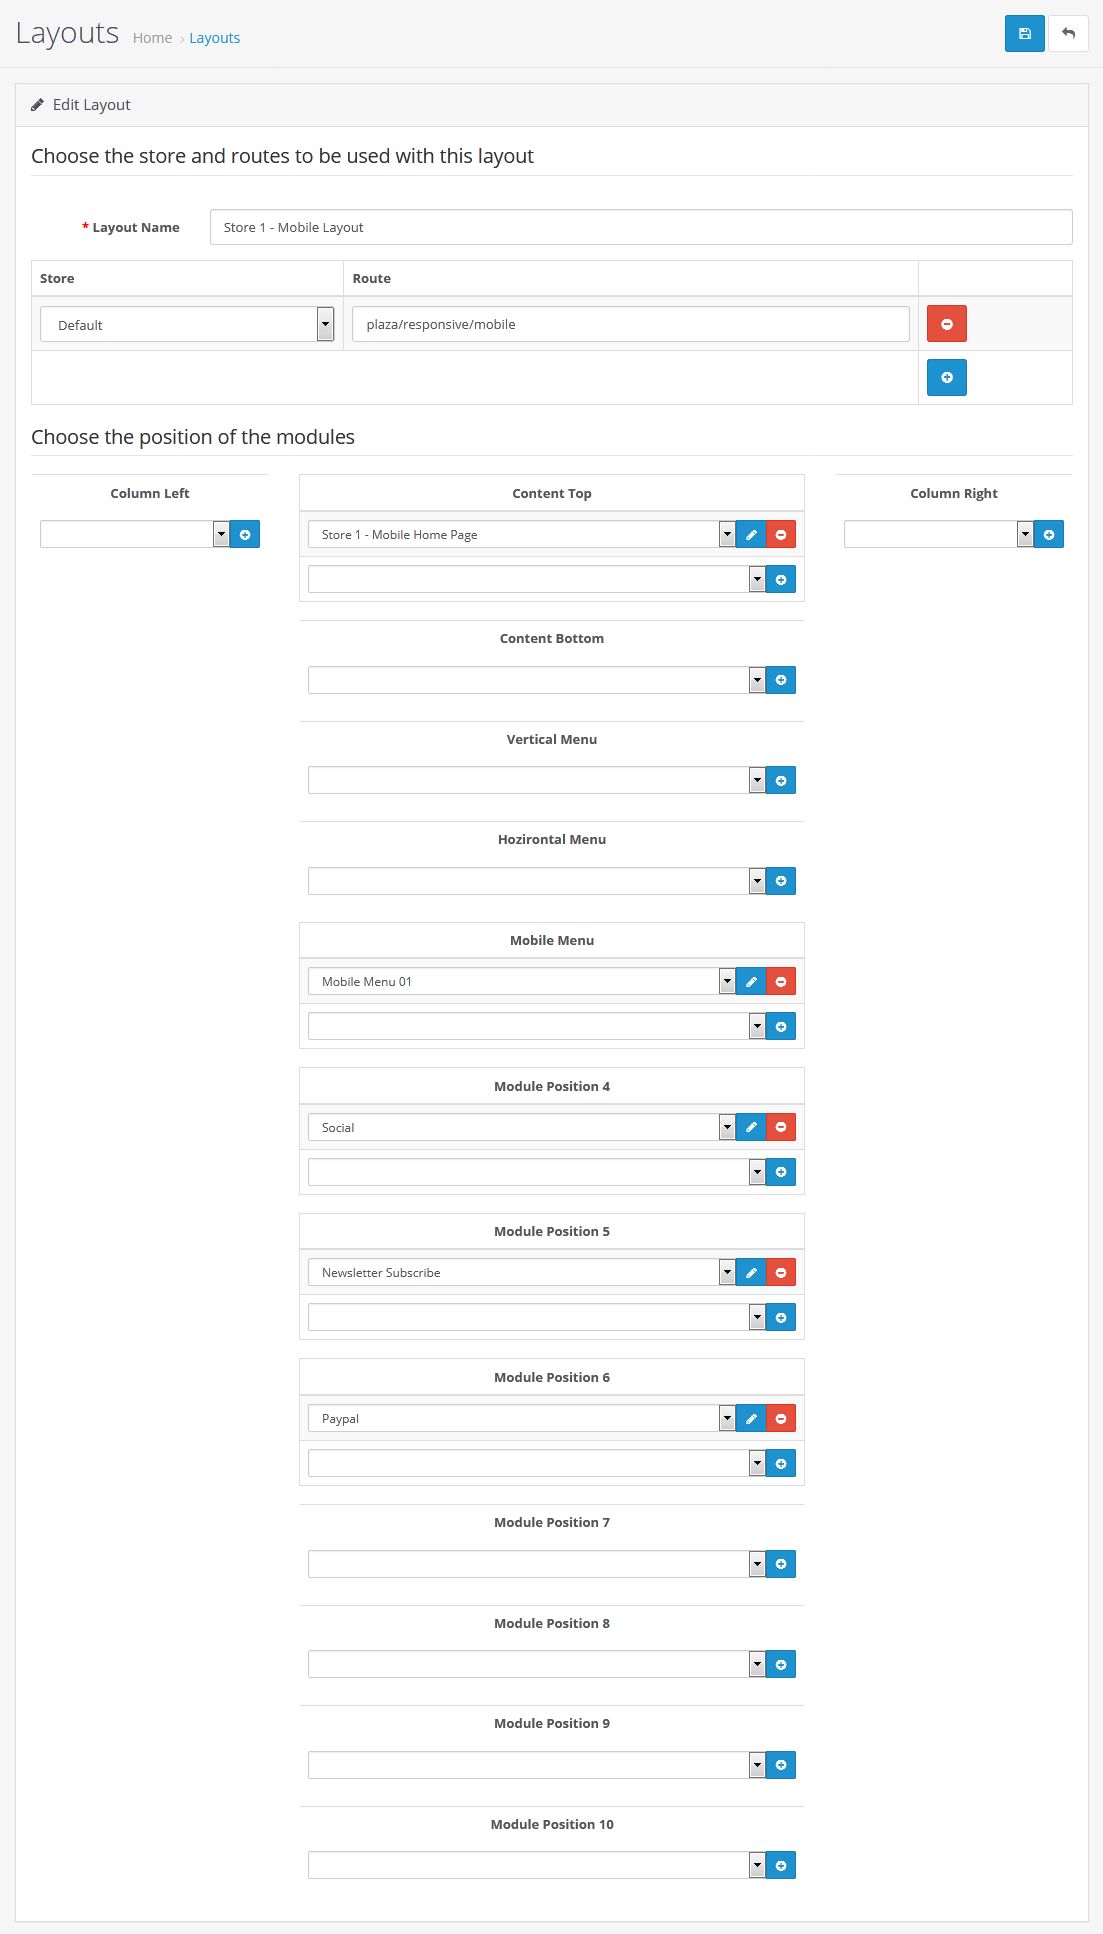 Layouts Home › Layouts
Edit Layout
Choose the store and routes to be used with this layout
* Layout Name Store 1 - Mobile Layout
Store Route
Default plaza/responsive/mobile
Choose the position of the modules
Column Left Content Top Column Right
Store 1 - Mobile Home Page
Content Bottom
Vertical Menu
Hozirontal Menu
Mobile Menu
Mobile Menu 01
Module Position 4
Social
Module Position 5
Newsletter Subscribe
Module Position 6
Paypal
Module Position 7
Module Position 8
Module Position 9
Module Position 10